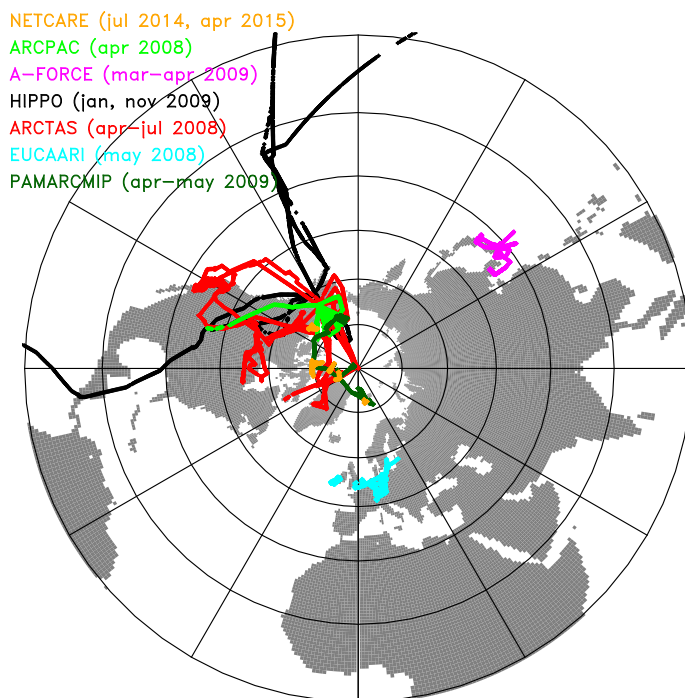 NETCARE (jul 2014, apr 2015)
ARCPAC (apr 2008)
A-FORCE (mar-apr 2009)
HIPPO (jan, nov 2009)
ARCTAS (apr-jul 2008)
EUCAARI (may 2008)
PAMARCMIP (apr-may 2009)